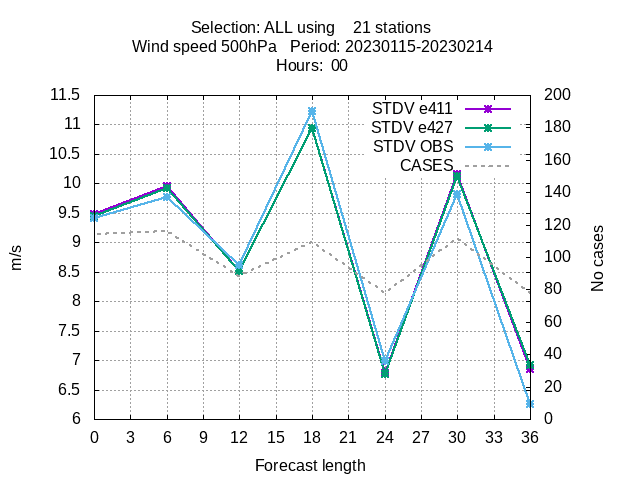 Selection: ALL using    21 stations
Wind speed 500hPa   Period: 20230115-20230214
Hours:  00
STDV e411
STDV e427
STDV OBS
CASES
m/s
11.5
11
10.5
10
9.5
9
8.5
8
7.5
7
6.5
6
200
180
160
140
120
100
80
60
40
20
0
No cases
0 3 6 9 12 15 18 21 24 27 30 33 36
Forecast length